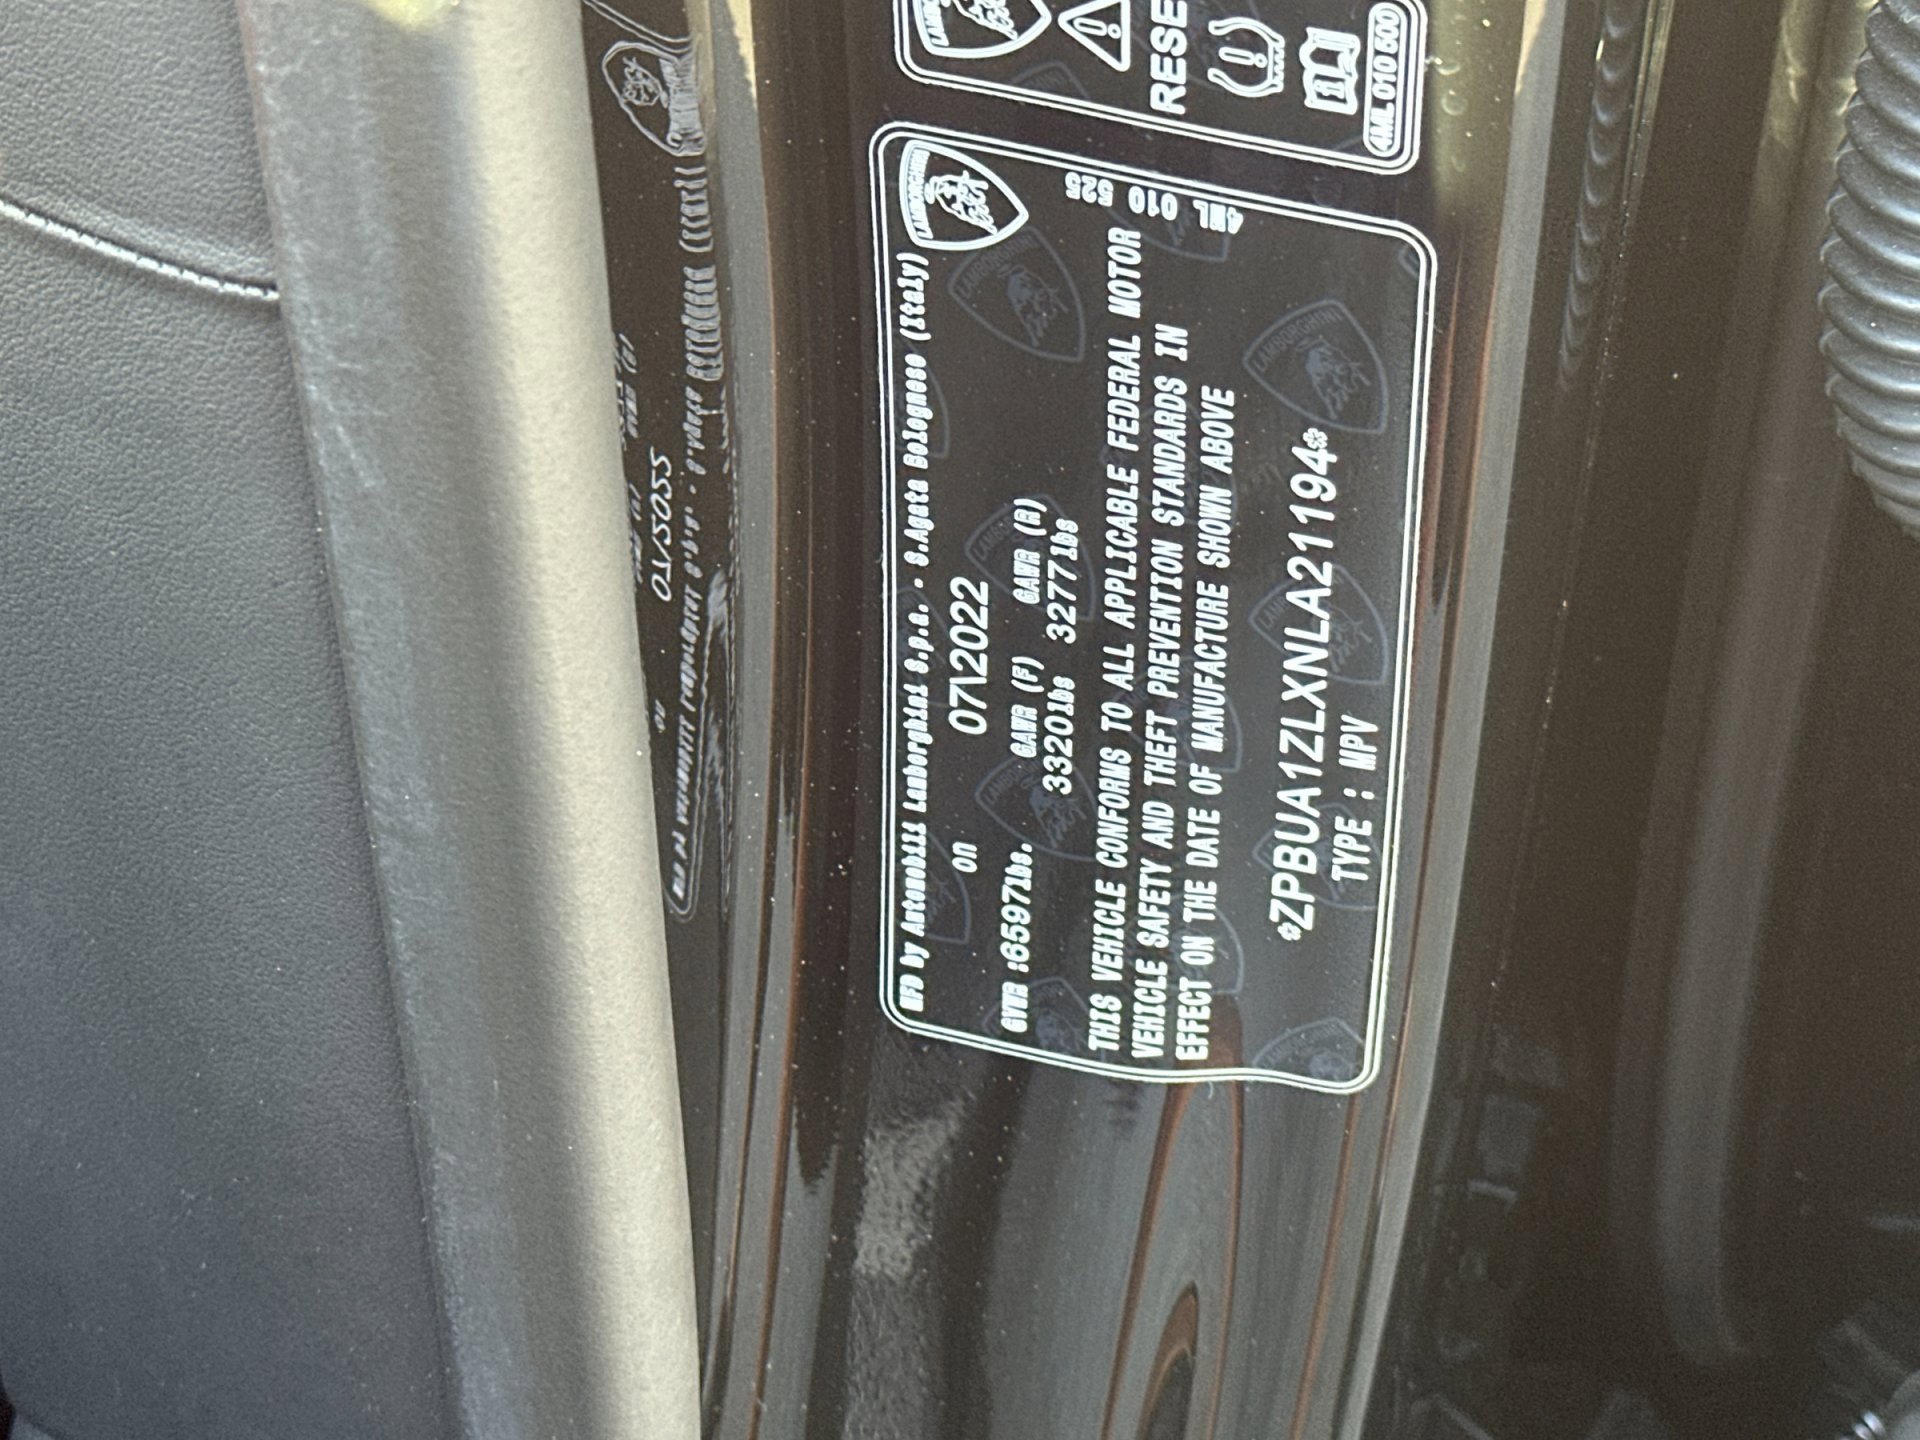 LAMBORGHINI
MFD by Automobili Lamborghini S.p.a. - S.Agata Bolognese (Italy)
on 07\2022
GVWR :6597lbs. GAWR (F) GAWR (R)
3320lbs 3277lbs
THIS VEHICLE CONFORMS TO ALL APPLICABLE FEDERAL MOTOR
VEHICLE SAFETY AND THEFT PREVENTION STANDARDS IN
EFFECT ON THE DATE OF MANUFACTURE SHOWN ABOVE
*ZPBUA1ZLXNLA21194*
TYPE : MPV
4ML 010 525
RESE
4ML 010 500